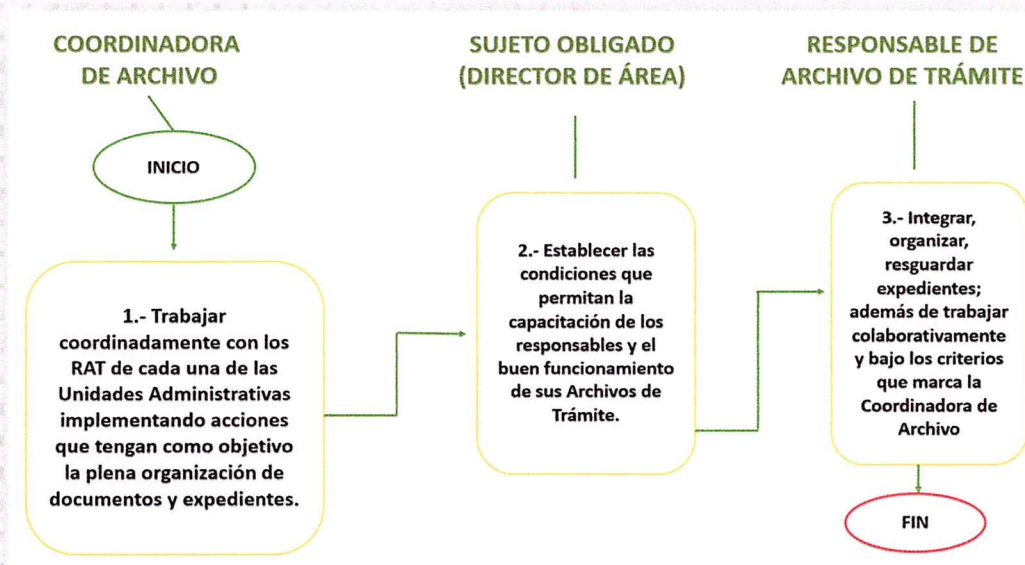 COORDINADORA
DE ARCHIVO
SUJETO OBLIGADO
(DIRECTOR DE ÁREA)
RESPONSABLE DE
ARCHIVO DE TRÁMITE
INICIO
1.- Trabajar
coordinadamente con los
RAT de cada una de las
Unidades Administrativas
implementando acciones
que tengan como objetivo
la plena organización de
documentos y expedientes.
2.- Establecer las
condiciones que
permitan la
capacitación de los
responsables y el
buen funcionamiento
de sus Archivos de
Trámite.
3.- Integrar,
organizar,
resguardar
expedientes;
además de trabajar
colaborativamente
y bajo los criterios
que marca la
Coordinadora de
Archivo
FIN